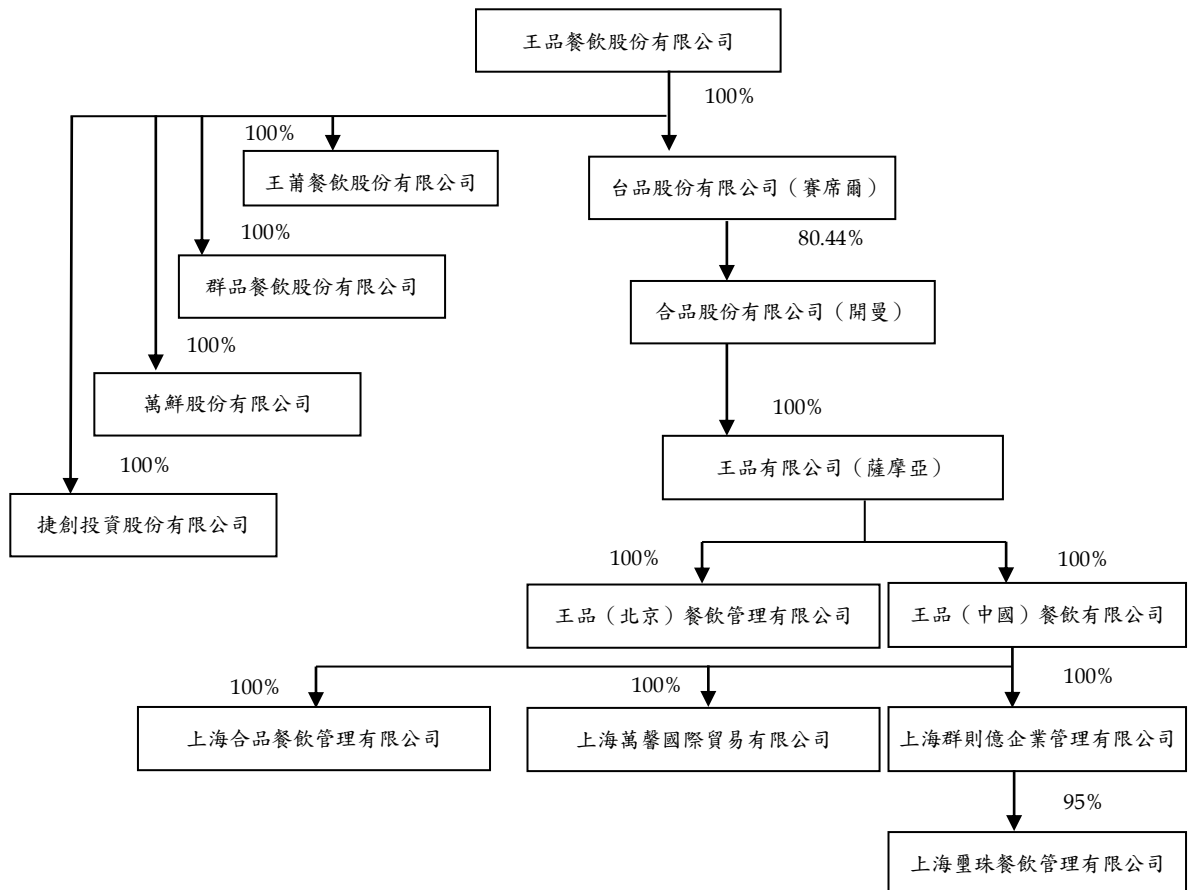 王品餐飲股份有限公司
100%
100%
王莆餐飲股份有限公司
台品股份有限公司（賽席爾）
100%
80.44%
群品餐飲股份有限公司
合品股份有限公司（開曼）
100%
萬鮮股份有限公司
100%
100%
王品有限公司（薩摩亞）
捷創投資股份有限公司
100%
100%
王品（北京）餐飲管理有限公司
王品（中國）餐飲有限公司
100%
100%
100%
上海合品餐飲管理有限公司
上海萬馨國際貿易有限公司
上海群則億企業管理有限公司
95%
上海璽珠餐飲管理有限公司